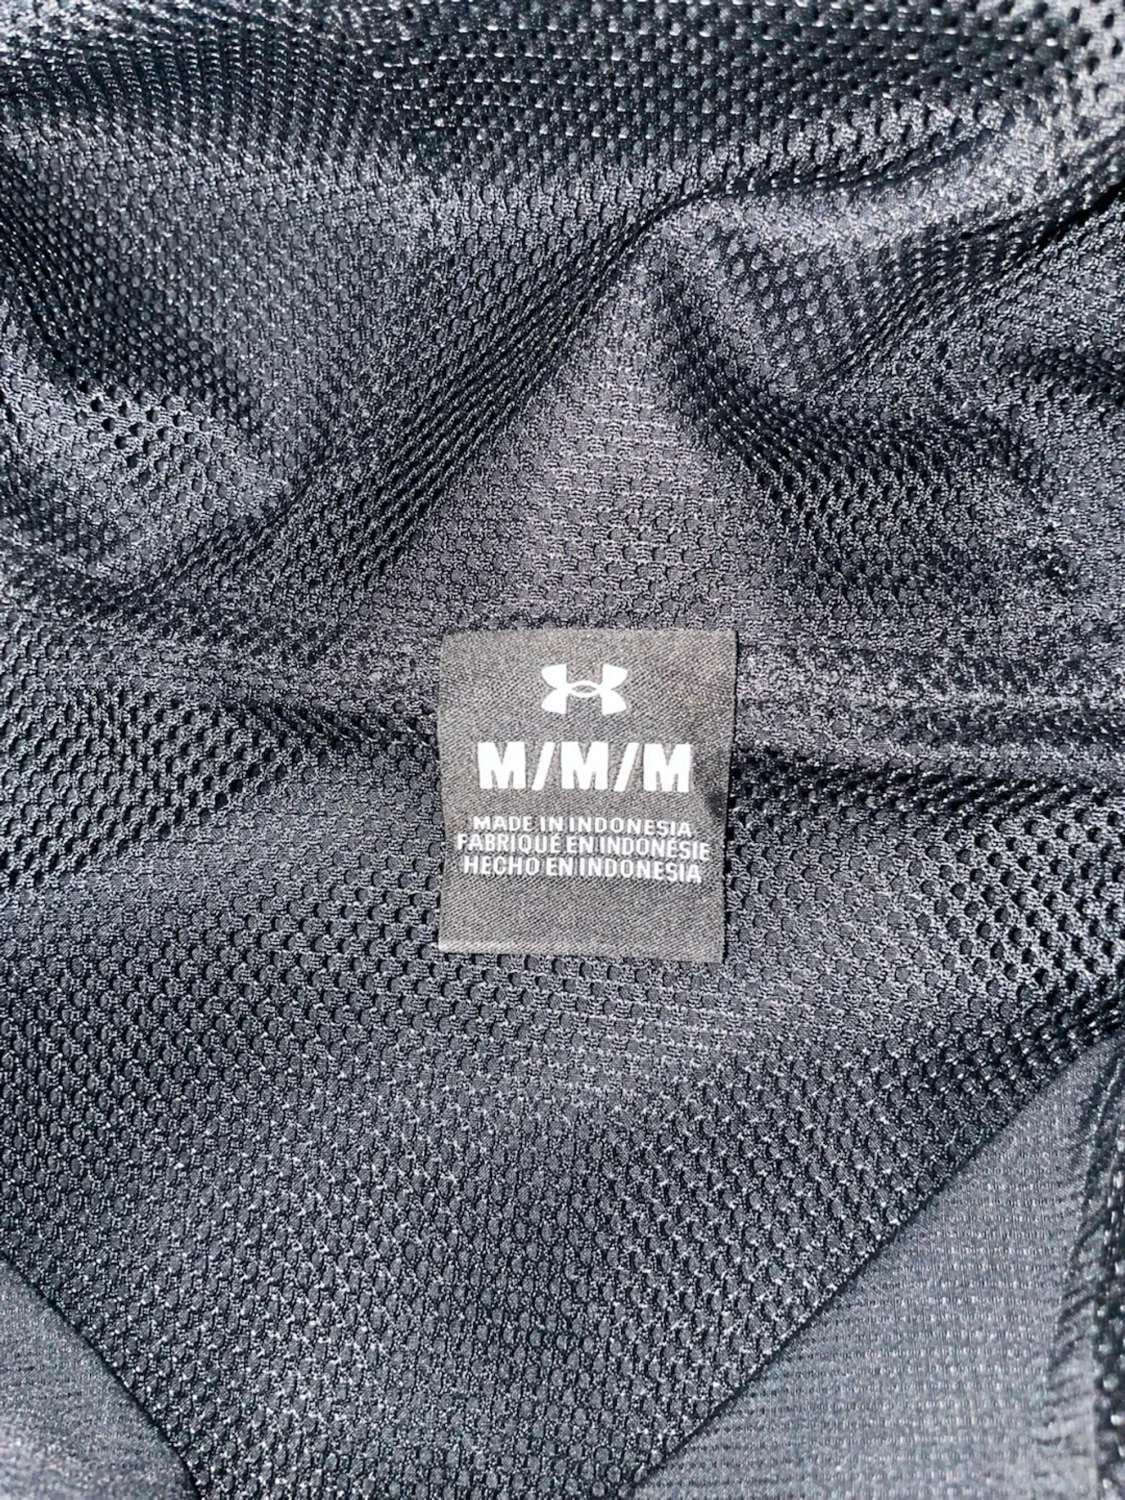 M/M/M
MADE IN INDONESIA
FABRIQUÉ EN INDONÉSIE
HECHO EN INDONESIA